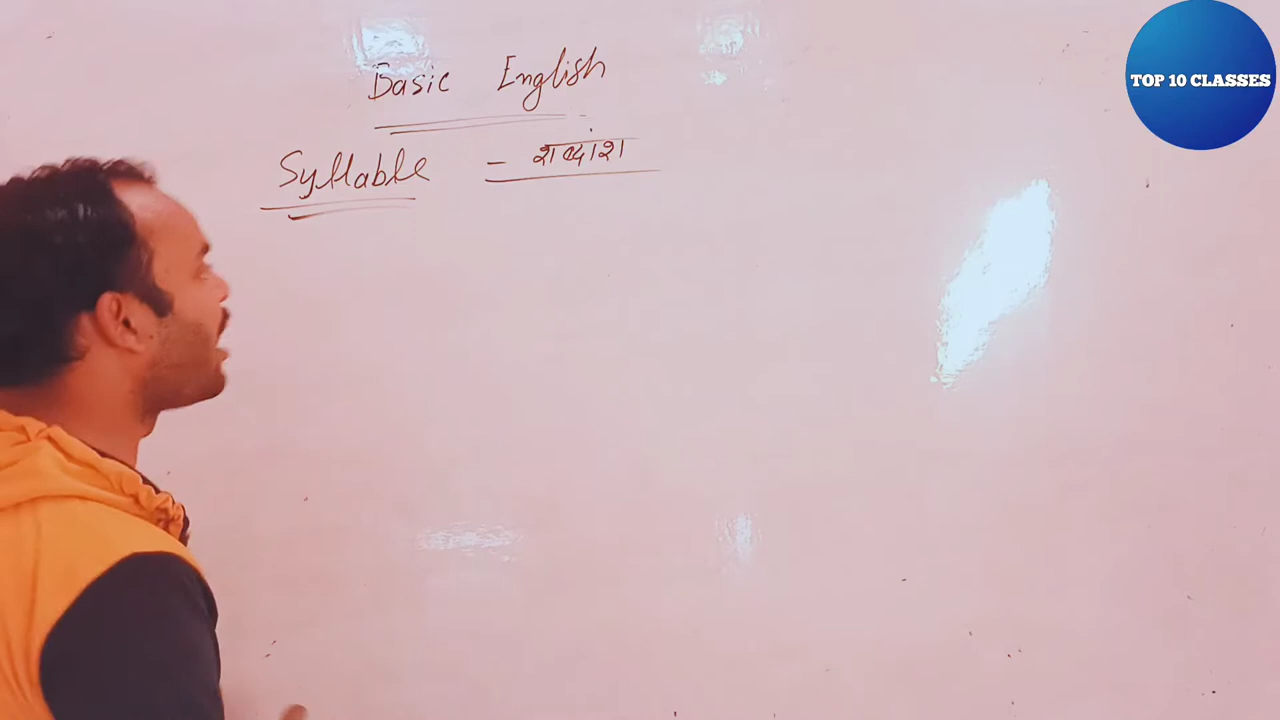 Basic English
Syllable - शब्दांश
TOP 10 CLASSES